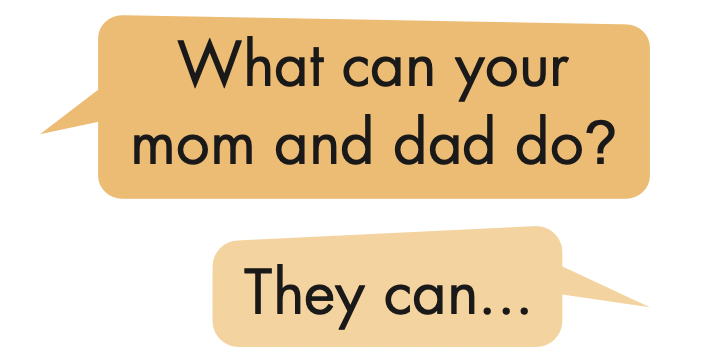 What can your
mom and dad do?
They can...